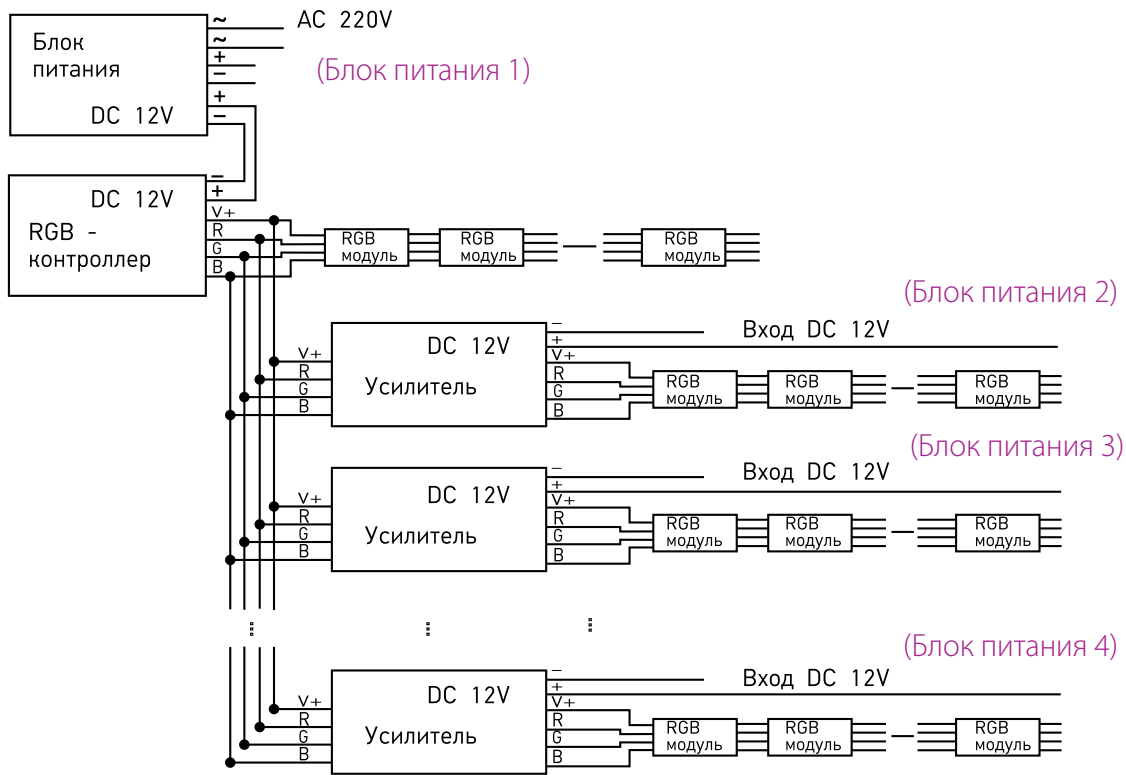 ~ AC 220V
~
Блок
питания
+
−
(Блок питания 1)
+
DC 12V −
−
DC 12V +
V+
RGB - R
контроллер G
B
RGB RGB RGB
модуль модуль модуль
(Блок питания 2)
− Вход DC 12V
DC 12V +
V+ V+
R Усилитель R RGB RGB RGB
G G модуль модуль модуль
B B
(Блок питания 3)
− Вход DC 12V
DC 12V +
V+ V+
R Усилитель R RGB RGB RGB
G G модуль модуль модуль
B B
(Блок питания 4)
− Вход DC 12V
DC 12V +
V+ V+
R Усилитель R RGB RGB RGB
G G модуль модуль модуль
B B